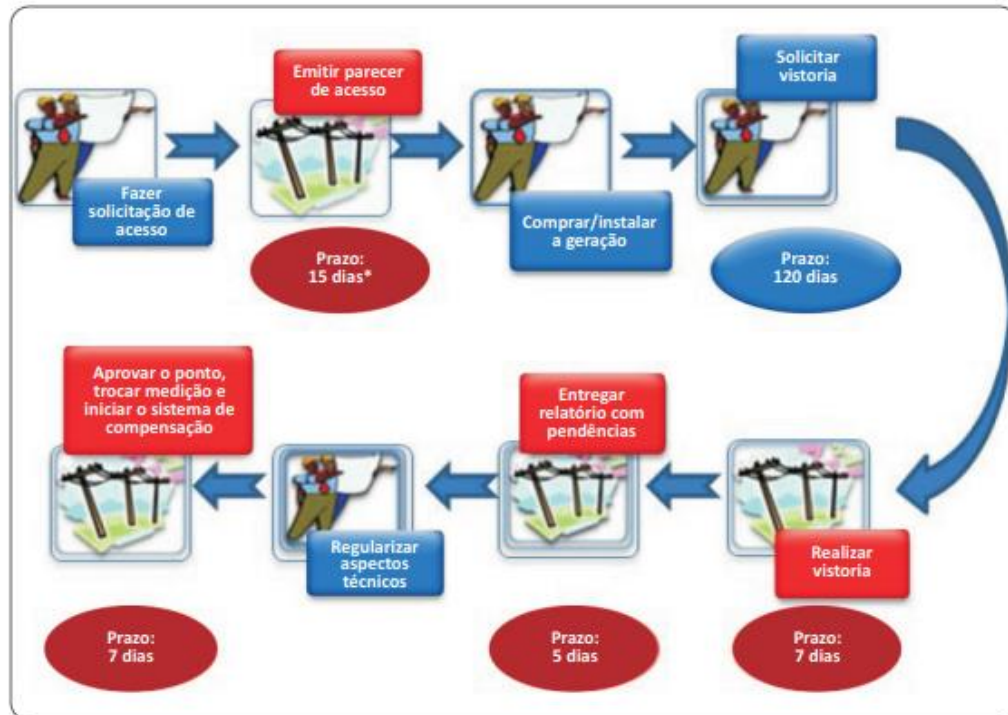 Fazer
solicitação de
acesso
Emitir parecer
de acesso
Prazo:
15 dias*
Comprar/instalar
a geração
Solicitar
vistoria
Prazo:
120 dias
Realizar
vistoria
Prazo:
7 dias
Entregar
relatório com
pendências
Prazo:
5 dias
Regularizar
aspectos
técnicos
Aprovar o ponto,
trocar medição e
iniciar o sistema de
compensação
Prazo:
7 dias